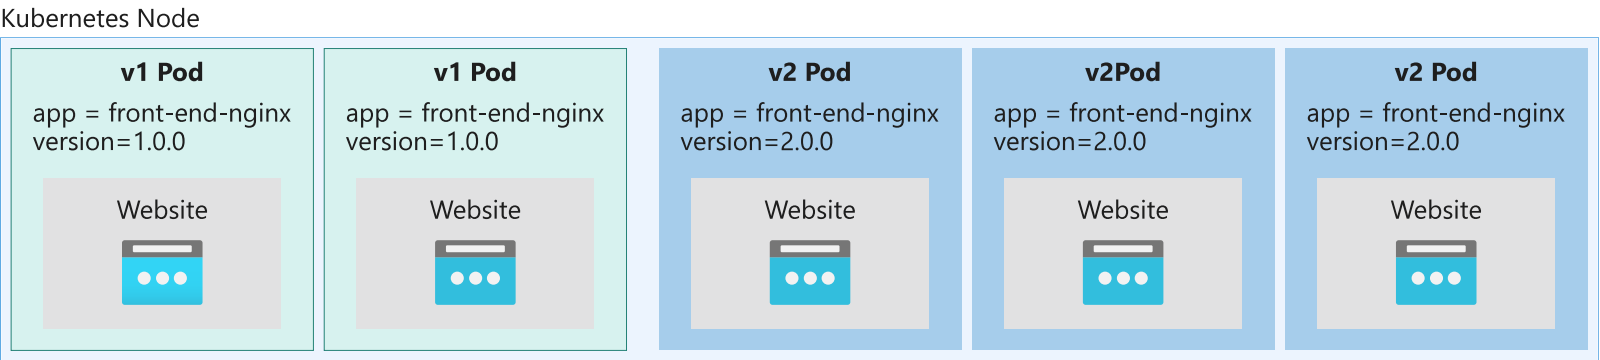 Kubernetes Node
v1 Pod
app = front-end-nginx
version=1.0.0
Website
v1 Pod
app = front-end-nginx
version=1.0.0
Website
v2 Pod
app = front-end-nginx
version=2.0.0
Website
v2Pod
app = front-end-nginx
version=2.0.0
Website
v2 Pod
app = front-end-nginx
version=2.0.0
Website